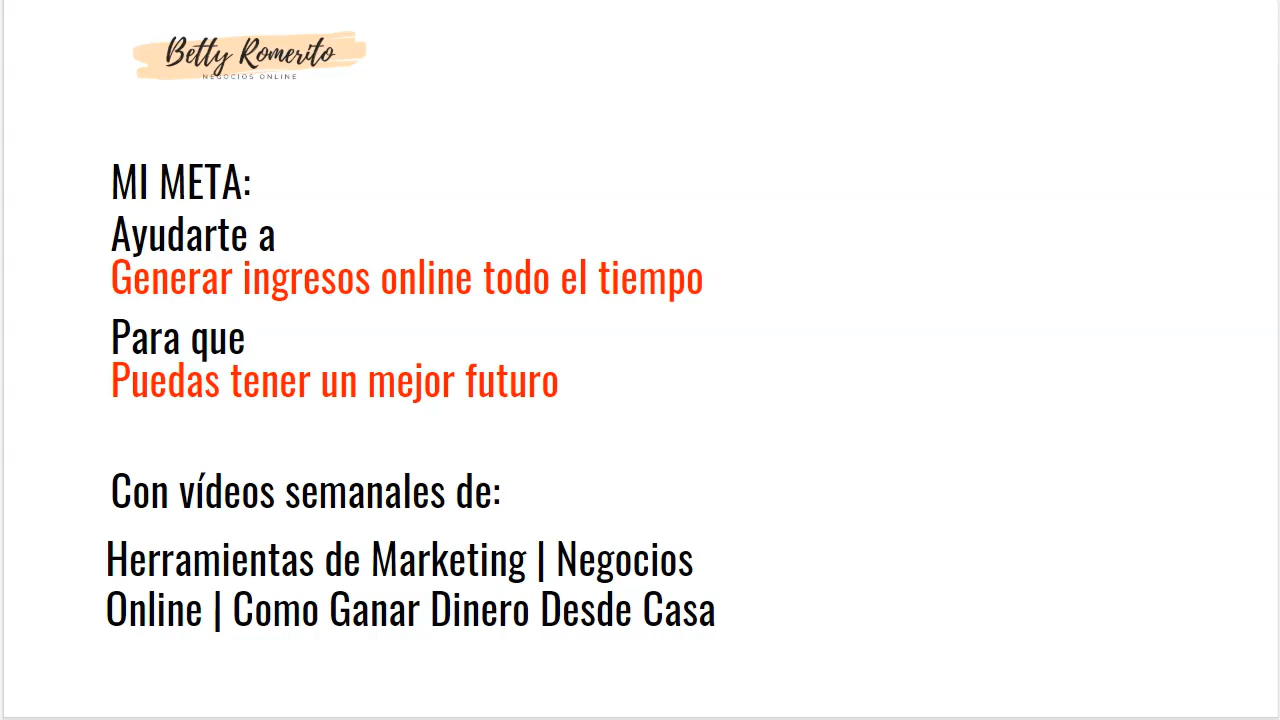 Betty Romerito
NEGOCIOS ONLINE
MI META:
Ayudarte a
Generar ingresos online todo el tiempo
Para que
Puedas tener un mejor futuro
Con vídeos semanales de:
Herramientas de Marketing | Negocios
Online | Como Ganar Dinero Desde Casa